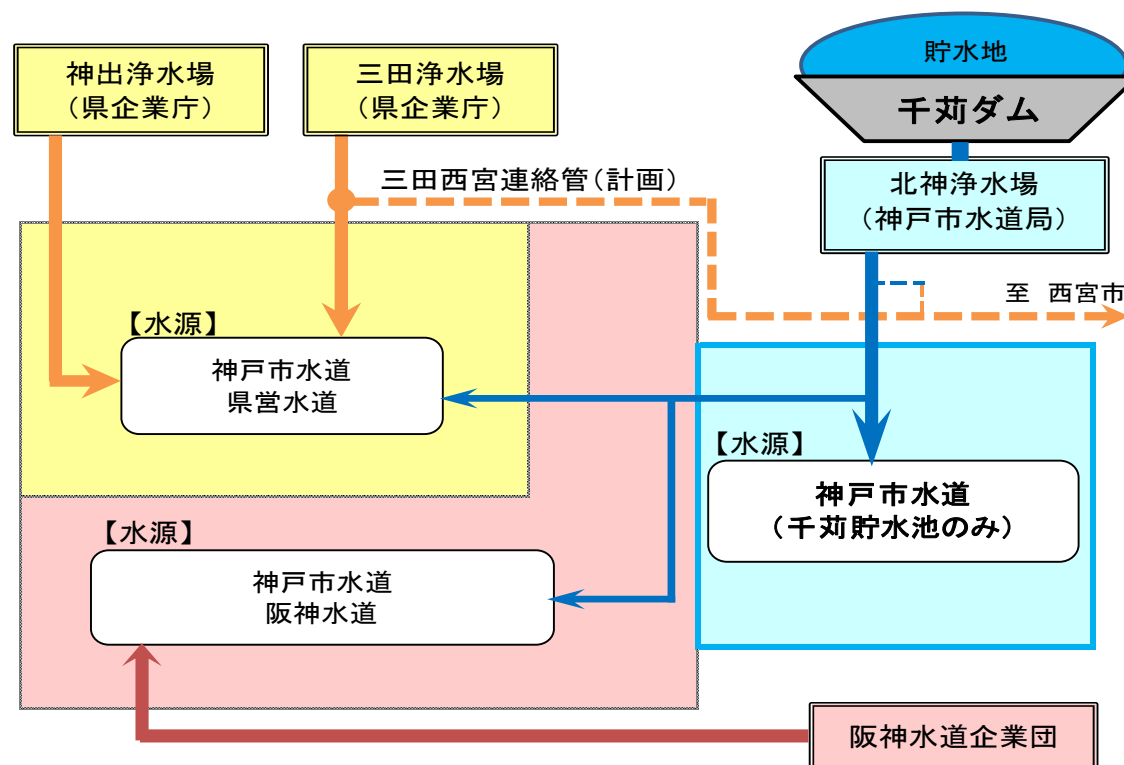 神出浄水場
（県企業庁）
三田浄水場
（県企業庁）
貯水地
千苅ダム
三田西宮連絡管（計画）
北神浄水場
（神戸市水道局）
至 西宮市
【水源】
神戸市水道
県営水道
【水源】
神戸市水道
（千苅貯水池のみ）
【水源】
神戸市水道
阪神水道
阪神水道企業団